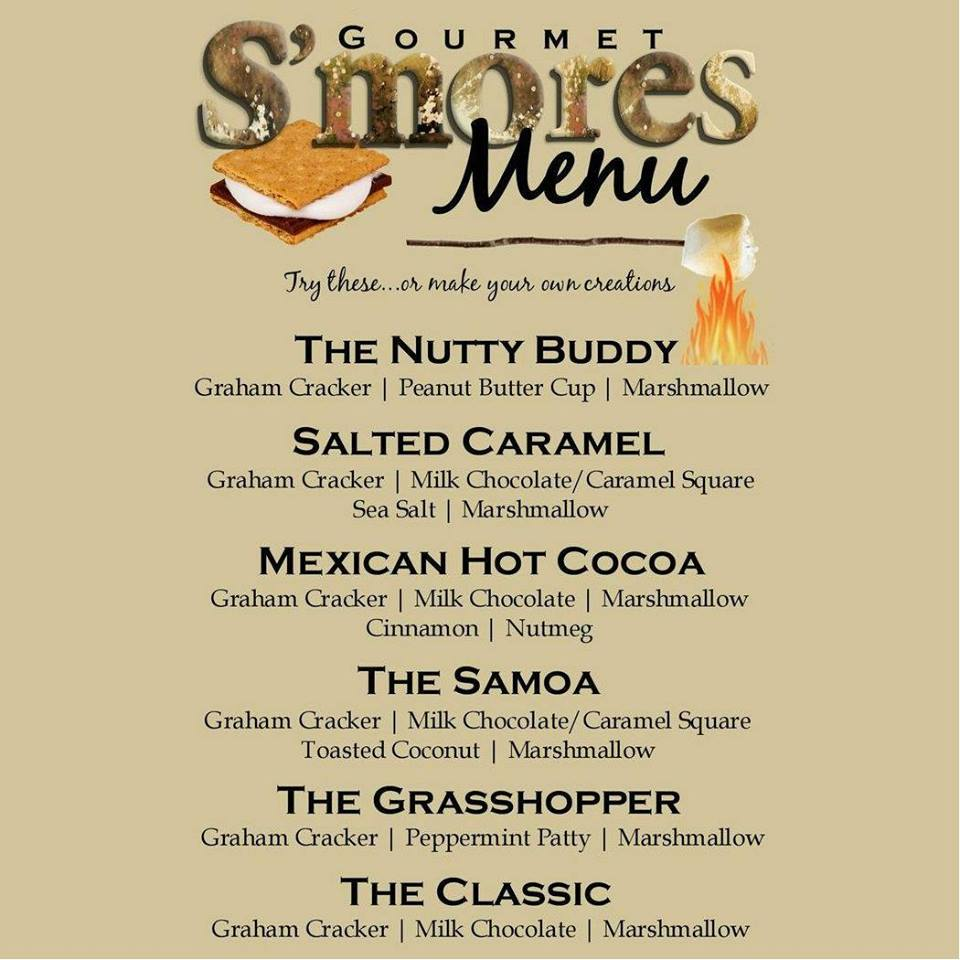 GOURMET
S'mores
Menu
Try these...or make your own creations
THE NUTTY BUDDY
Graham Cracker | Peanut Butter Cup | Marshmallow
SALTED CARAMEL
Graham Cracker | Milk Chocolate/Caramel Square
Sea Salt | Marshmallow
MEXICAN HOT COCOA
Graham Cracker | Milk Chocolate | Marshmallow
Cinnamon | Nutmeg
THE SAMOA
Graham Cracker | Milk Chocolate/Caramel Square
Toasted Coconut | Marshmallow
THE GRASSHOPPER
Graham Cracker | Peppermint Patty | Marshmallow
THE CLASSIC
Graham Cracker | Milk Chocolate | Marshmallow